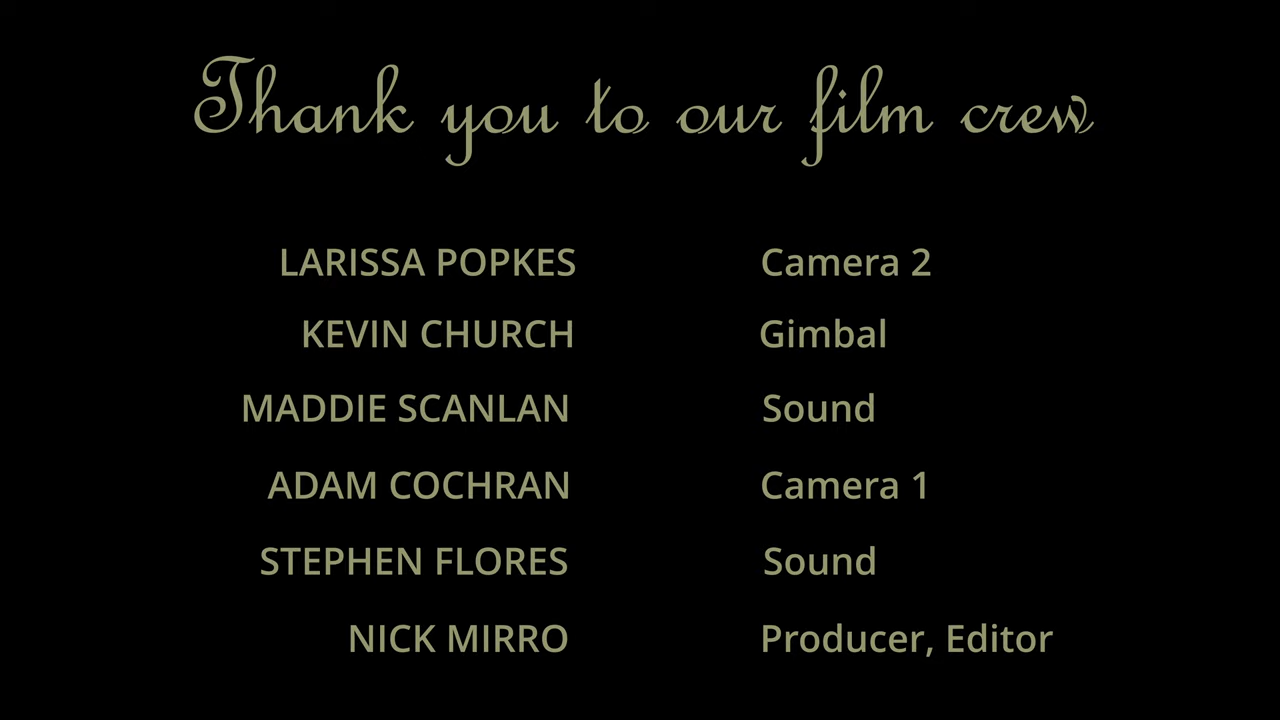 Thank you to our film crew
LARISSA POPKES Camera 2
KEVIN CHURCH Gimbal
MADDIE SCANLAN Sound
ADAM COCHRAN Camera 1
STEPHEN FLORES Sound
NICK MIRRO Producer, Editor